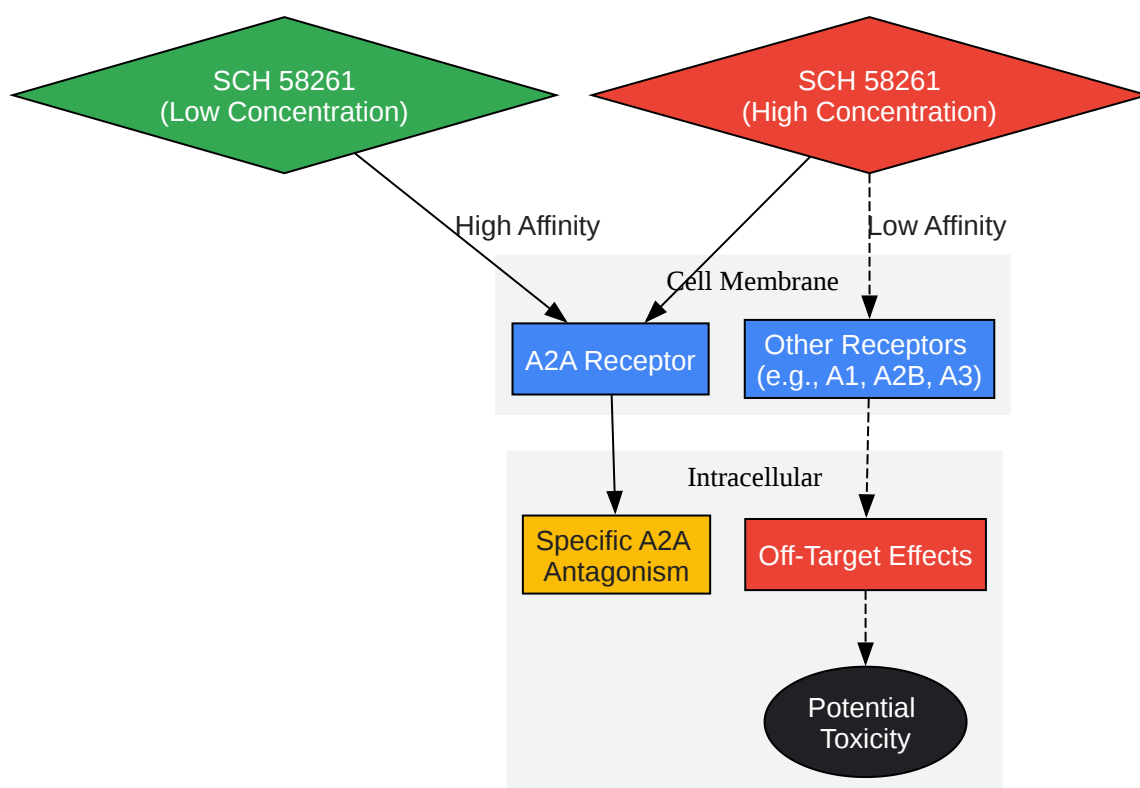 SCH 58261
(Low Concentration)
SCH 58261
(High Concentration)
High Affinity
Low Affinity
Cell Membrane
A2A Receptor
Other Receptors
(e.g., A1, A2B, A3)
Intracellular
Specific A2A
Antagonism
Off-Target Effects
Potential
Toxicity